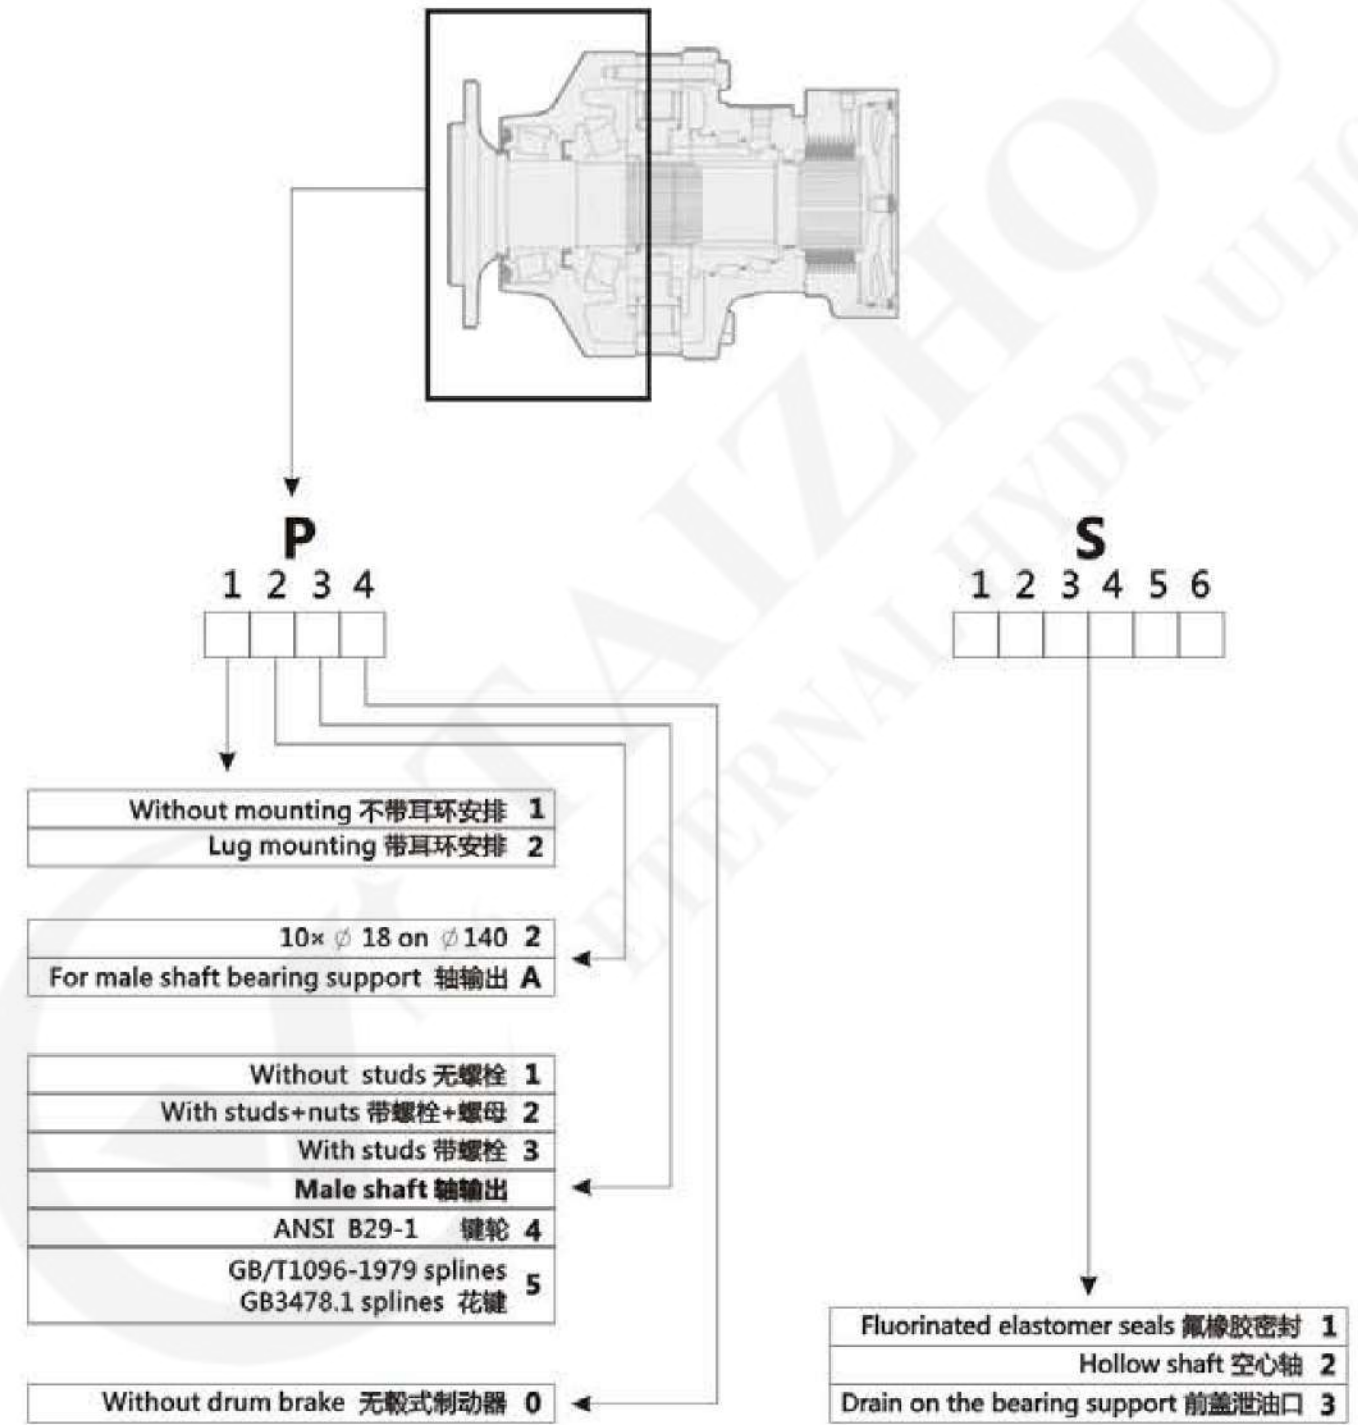 P
1 2 3 4
S
1 2 3 4 5 6
Without mounting 不带耳环安排 1
Lug mounting 带耳环安排 2
10× ∅ 18 on ∅140 2
For male shaft bearing support 轴输出 A
Without studs 无螺栓 1
With studs+nuts 带螺栓+螺母 2
With studs 带螺栓 3
Male shaft 轴输出
ANSI B29-1 键轮 4
GB/T1096-1979 splines
GB3478.1 splines 花键 5
Without drum brake 无毂式制动器 0
Fluorinated elastomer seals 氟橡胶密封 1
Hollow shaft 空心轴 2
Drain on the bearing support 前盖泄油口 3
TAIZHOU
ETERNAL HYDRAULIC